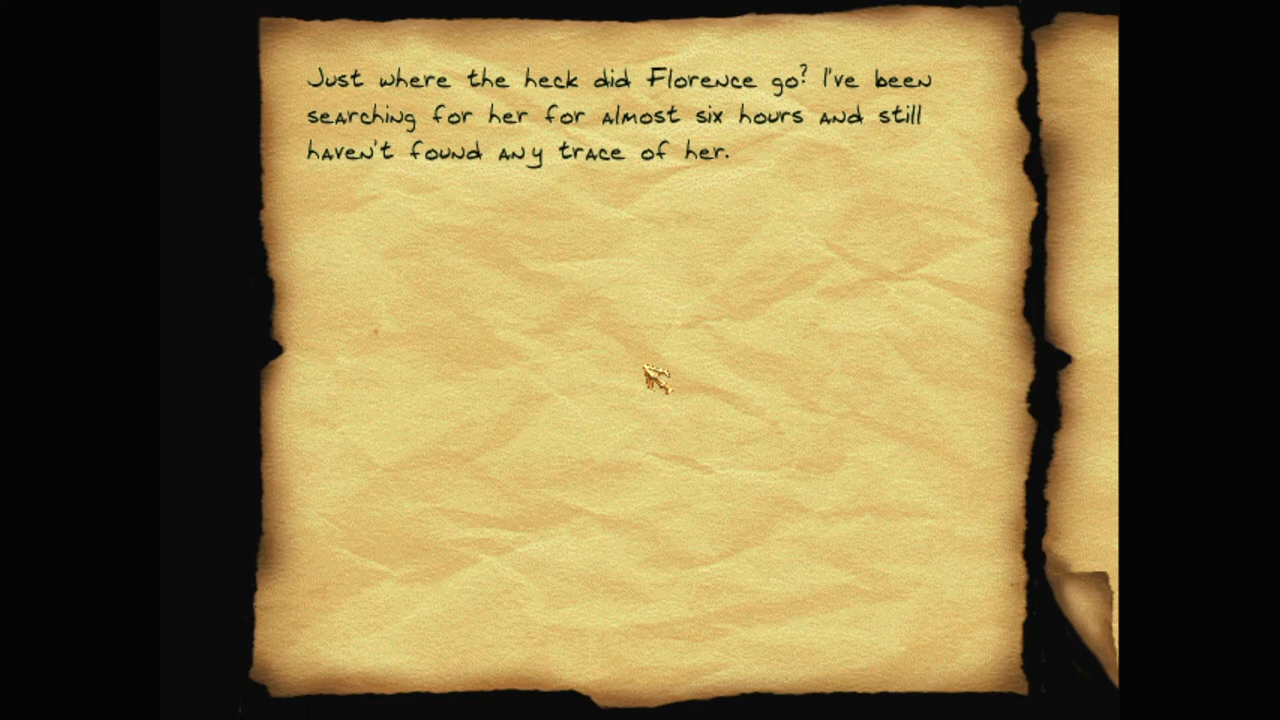 Just where the heck did Florence go? I've been
searching for her for almost six hours and still
haven't found any trace of her.